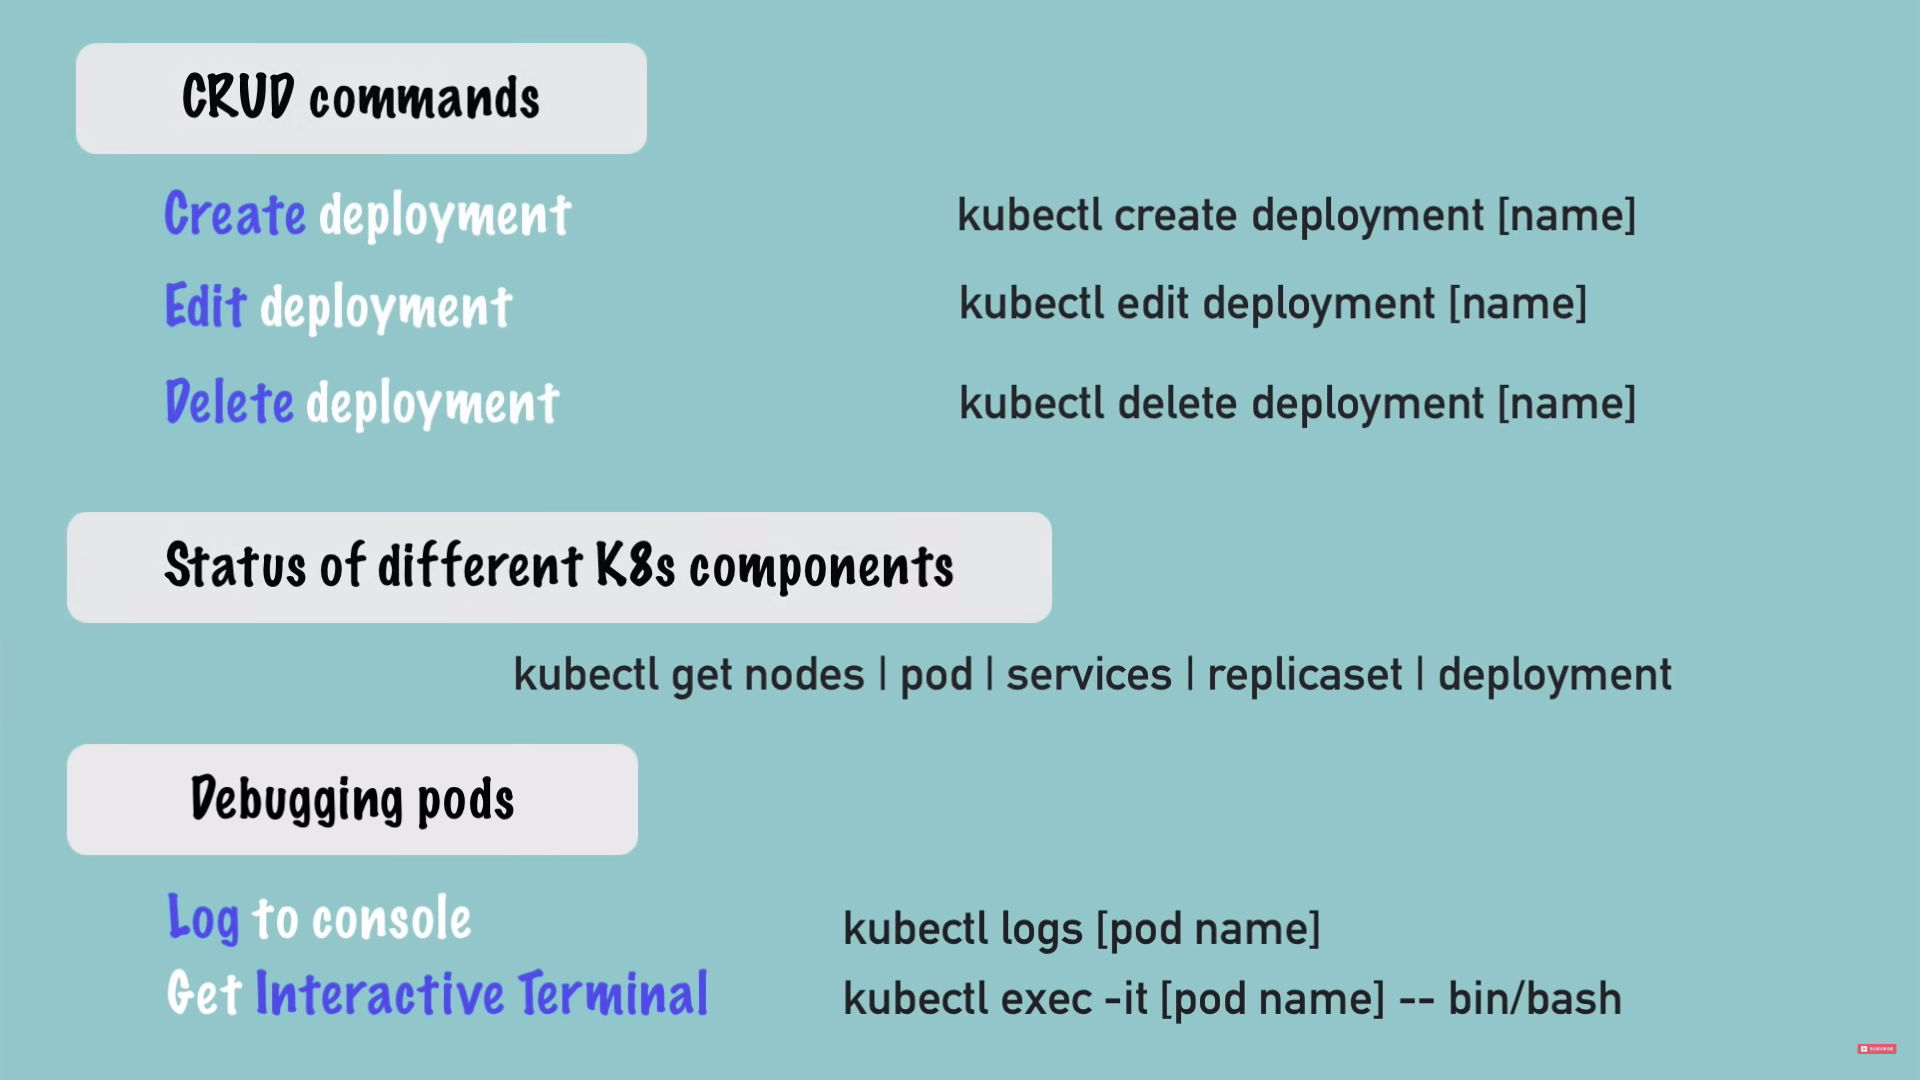 CRUD commands
Create deployment
kubectl create deployment [name]
Edit deployment
kubectl edit deployment [name]
Delete deployment
kubectl delete deployment [name]
Status of different K8s components
kubectl get nodes | pod | services | replicaset | deployment
Debugging pods
Log to console
kubectl logs [pod name]
Get Interactive Terminal
kubectl exec -it [pod name] -- bin/bash
SUBSCRIBE